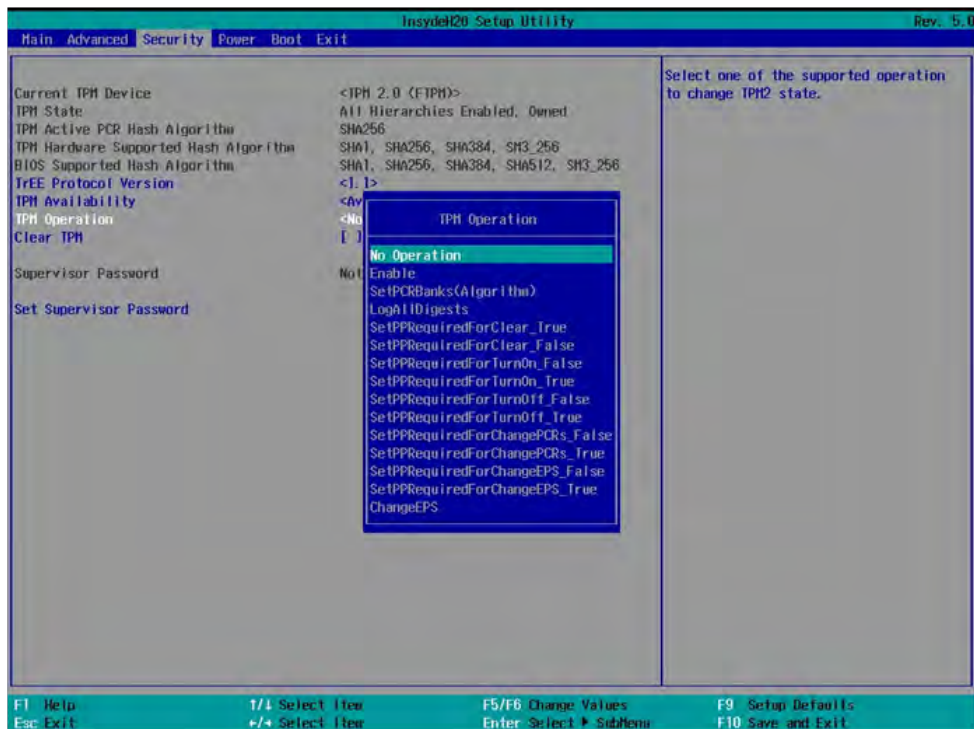 InsydeH20 Setup Utility Rev. 5.0
Main Advanced Security Power Boot Exit
Current TPM Device <TPM 2.0 (FTPM)>
TPM State All Hierarchies Enabled, Owned
TPM Active PCR Hash Algorithm SHA256
TPM Hardware Supported Hash Algorithm SHA1, SHA256, SHA384, SM3_256
BIOS Supported Hash Algorithm SHA1, SHA256, SHA384, SHA512, SM3_256
TrEE Protocol Version <1.1>
TPM Availability <Av
TPM Operation <No
Clear TPM [ ]
Supervisor Password Not
Set Supervisor Password
TPM Operation
No Operation
Enable
SetPCRBanks(Algorithm)
LogAllDigests
SetPPRequiredForClear_True
SetPPRequiredForClear_False
SetPPRequiredForTurnOn_False
SetPPRequiredForTurnOn_True
SetPPRequiredForTurnOff_False
SetPPRequiredForTurnOff_True
SetPPRequiredForChangePCRs_False
SetPPRequiredForChangePCRs_True
SetPPRequiredForChangeEPS_False
SetPPRequiredForChangeEPS_True
ChangeEPS
Select one of the supported operation
to change TPM2 state.
F1 Help ↑/↓ Select Item F5/F6 Change Values F9 Setup Defaults
Esc Exit ←/→ Select Item Enter Select ▶ SubMenu F10 Save and Exit